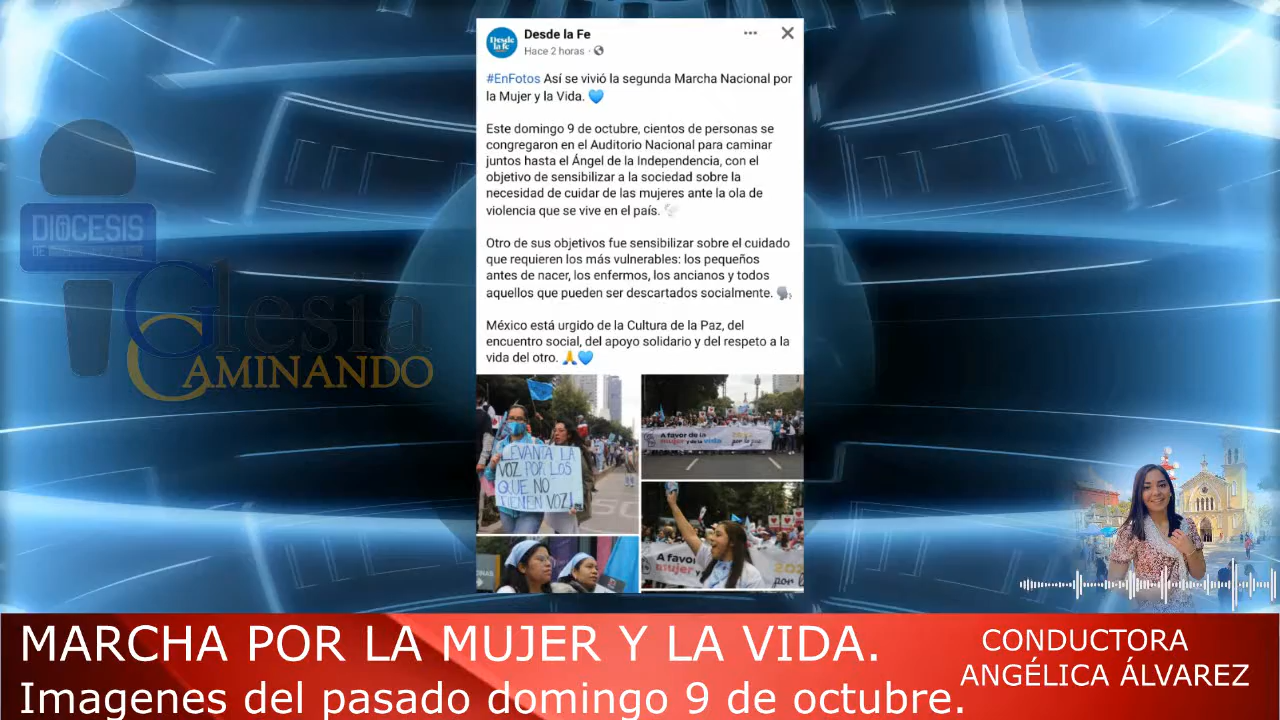 Desde la Fe
Hace 2 horas ·
#EnFotos Así se vivió la segunda Marcha Nacional por
la Mujer y la Vida. 💙
Este domingo 9 de octubre, cientos de personas se
congregaron en el Auditorio Nacional para caminar
juntos hasta el Ángel de la Independencia, con el
objetivo de sensibilizar a la sociedad sobre la
necesidad de cuidar de las mujeres ante la ola de
violencia que se vive en el país. 🕊️
Otro de sus objetivos fue sensibilizar sobre el cuidado
que requieren los más vulnerables: los pequeños
antes de nacer, los enfermos, los ancianos y todos
aquellos que pueden ser descartados socialmente. 🗣️
México está urgido de la Cultura de la Paz, del
encuentro social, del apoyo solidario y del respeto a la
vida del otro. 🙏💙
LEVANTA LA
VOZ POR LOS
QUE NO
TIENEN VOZ!
A favor de la
mujer y de la vida
por la paz
A favor
mujer y
por l
DIOCESIS
DE
Iglesia
CAMINANDO
MARCHA POR LA MUJER Y LA VIDA.
Imagenes del pasado domingo 9 de octubre.
CONDUCTORA
ANGÉLICA ÁLVAREZ